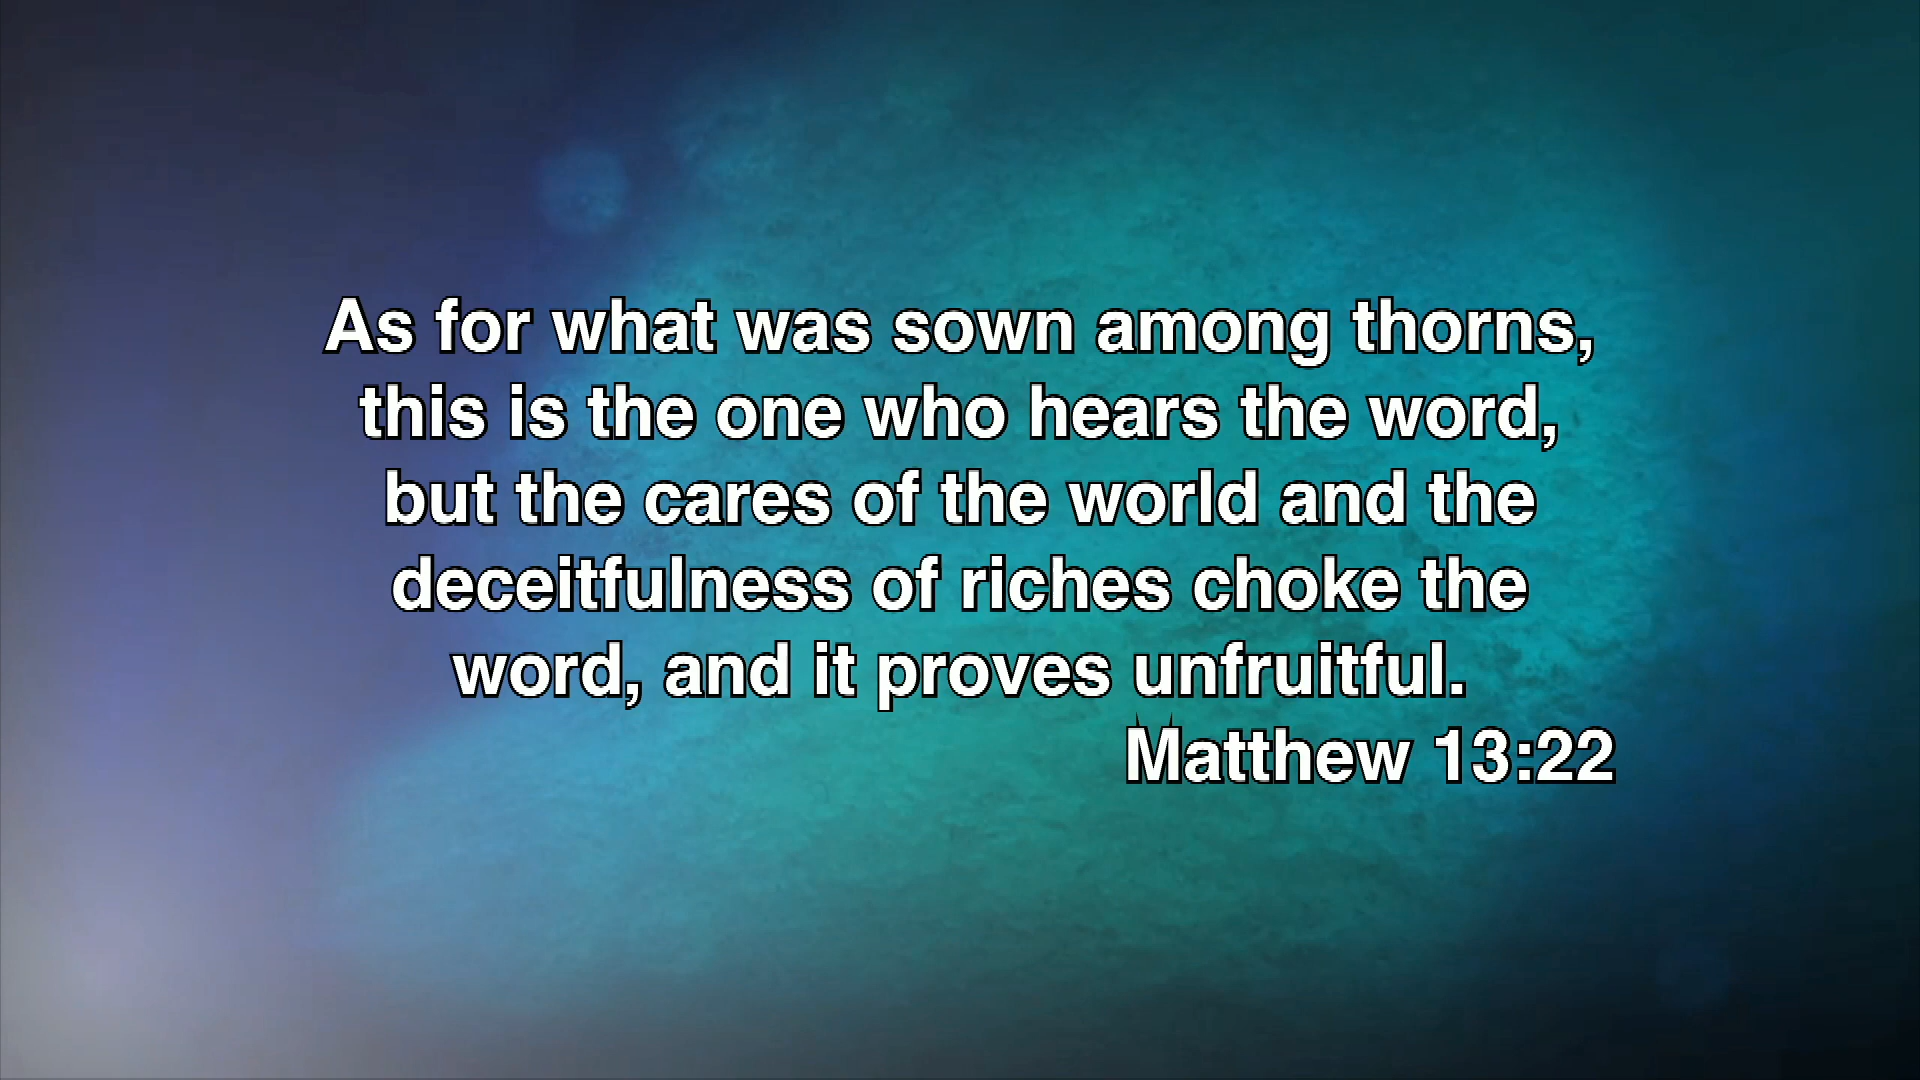 As for what was sown among thorns,
this is the one who hears the word,
but the cares of the world and the
deceitfulness of riches choke the
word, and it proves unfruitful.
Matthew 13:22